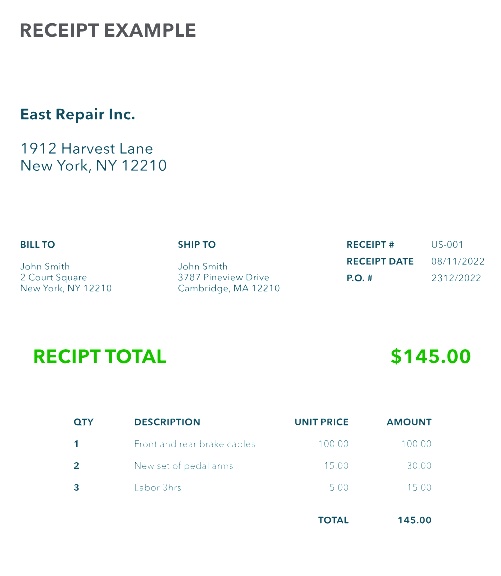 RECEIPT EXAMPLE
East Repair Inc.
1912 Harvest Lane
New York, NY 12210
BILL TO SHIP TO RECEIPT # US-001
RECEIPT DATE 08/11/2022
P.O. # 2312/2022
John Smith John Smith
2 Court Square 3787 Pineview Drive
New York, NY 12210 Cambridge, MA 12210
RECIPT TOTAL $145.00
QTY DESCRIPTION UNIT PRICE AMOUNT
1 Front and rear brake cables 100.00 100.00
2 New set of pedal arms 15.00 30.00
3 Labor 3hrs 5.00 15.00
TOTAL 145.00